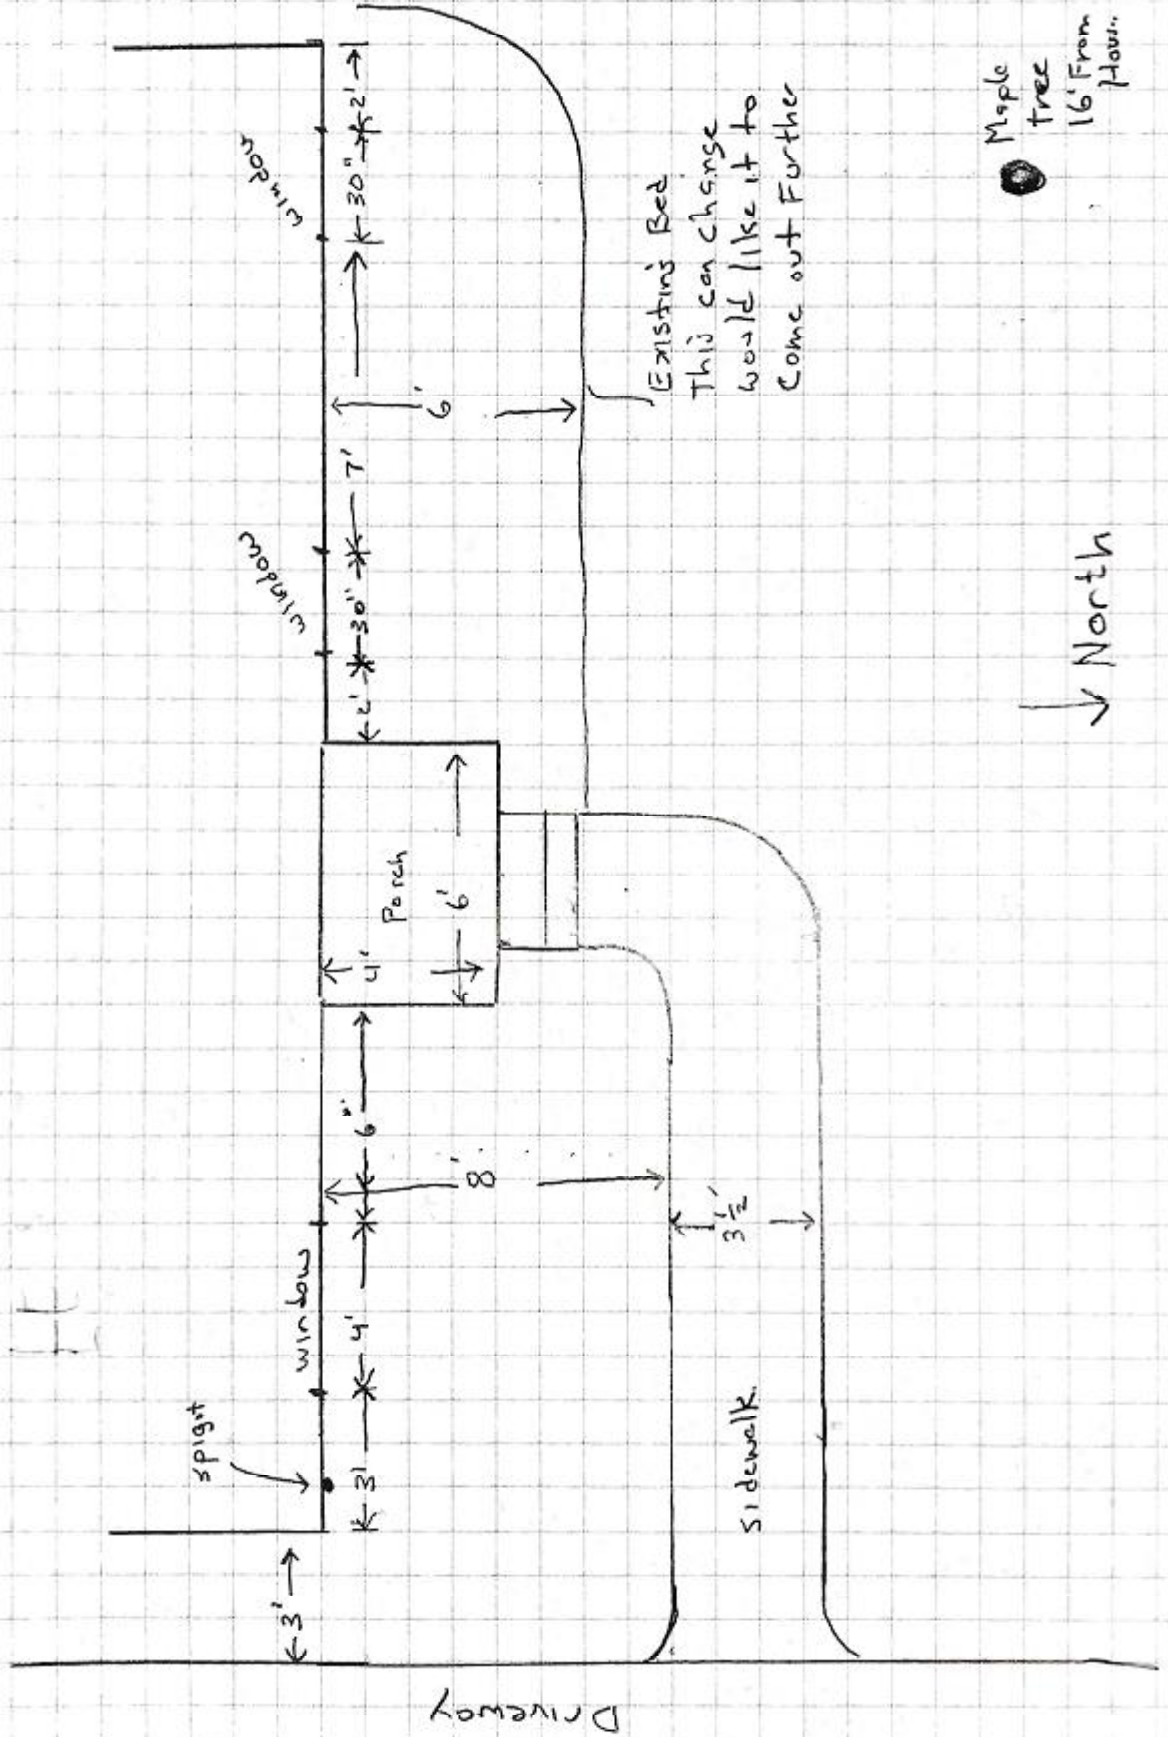 window
window
window
spigot
2'
30"
7'
30"
2'
6'
Existing Bed
This can change
would like it to
Come out Further
Maple
tree
16' From
Porch
4'
6'
6"
8'
4'
3'
3'
3 1/2'
sidewalk.
Driveway
North